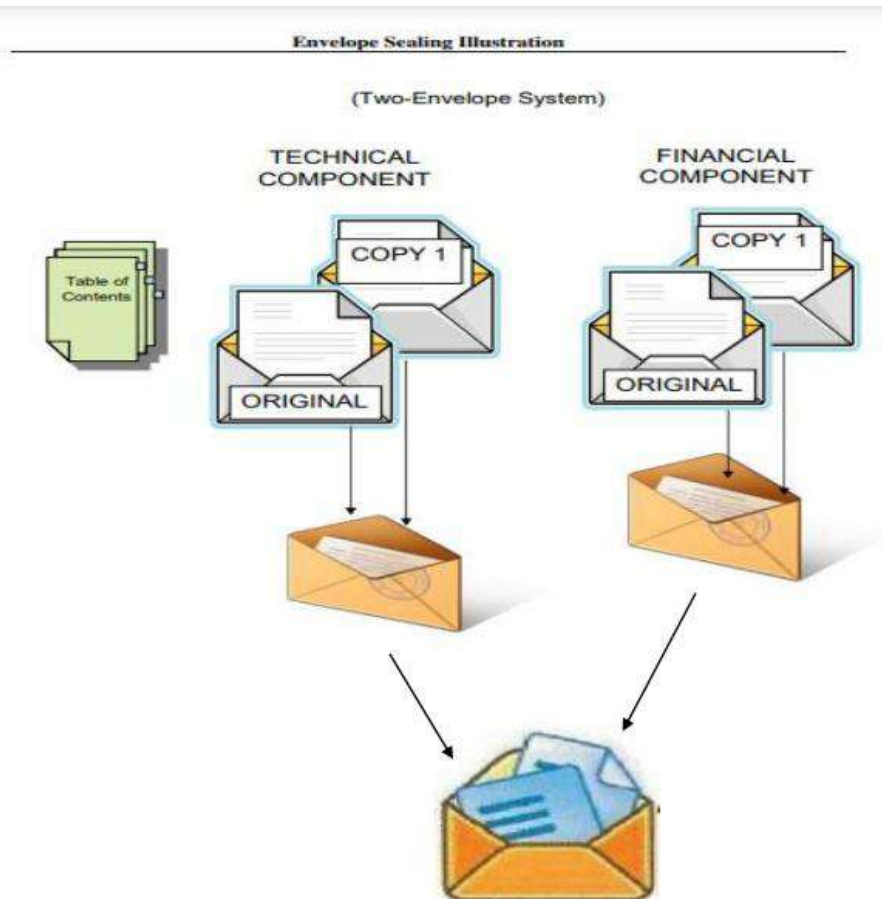 Envelope Sealing Illustration
(Two-Envelope System)
TECHNICAL
COMPONENT
FINANCIAL
COMPONENT
Table of
Contents
COPY 1
ORIGINAL
COPY 1
ORIGINAL